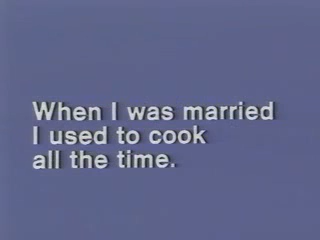 When I was married
I used to cook
all the time.